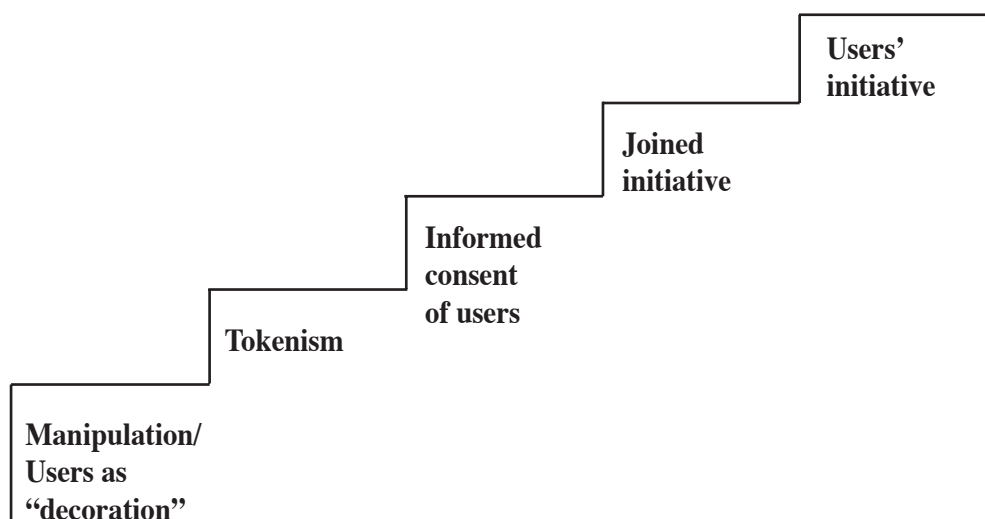 Users’
initiative
Joined
initiative
Informed
consent
of users
Tokenism
Manipulation/
Users as
“decoration”